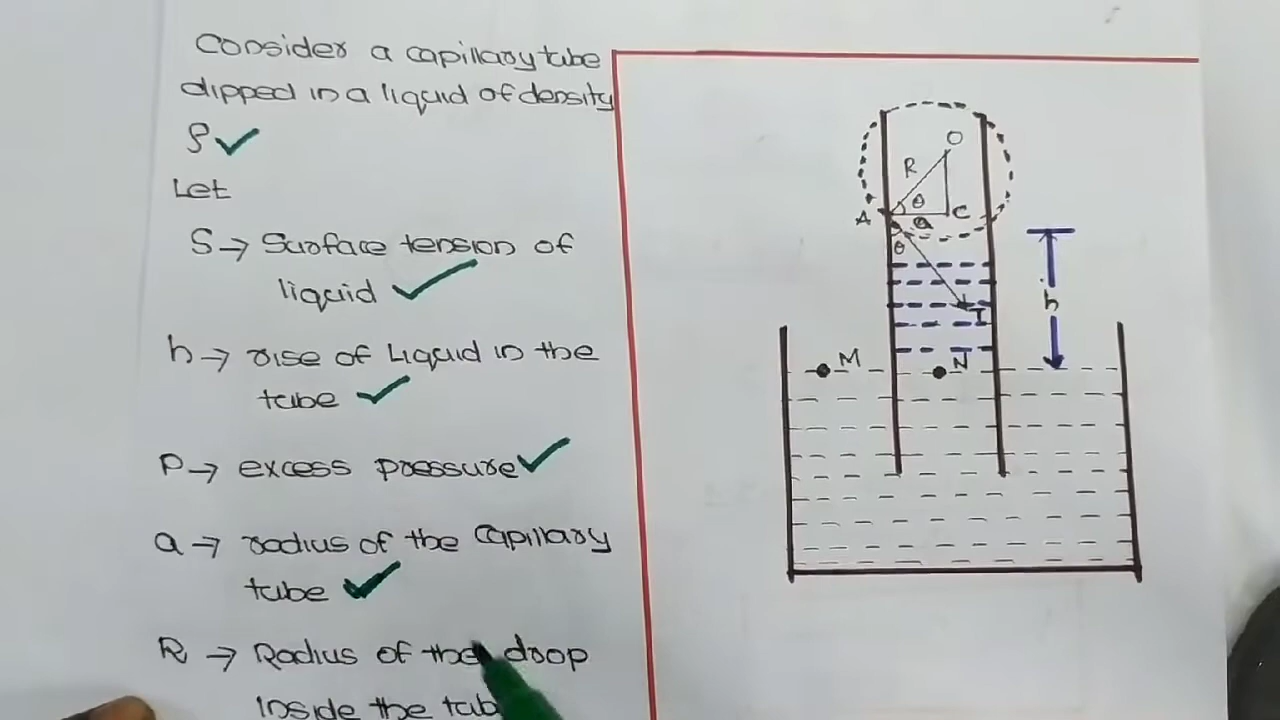 Consider a capillary tube
dipped in a liquid of density
ρ
Let
S → Surface tension of
liquid
h → rise of Liquid in the
tube
P → excess pressure
a → radius of the Capillary
tube
R → Radius of the drop
inside the tub
O
R
θ
A
C
a
θ
T
h
M
N